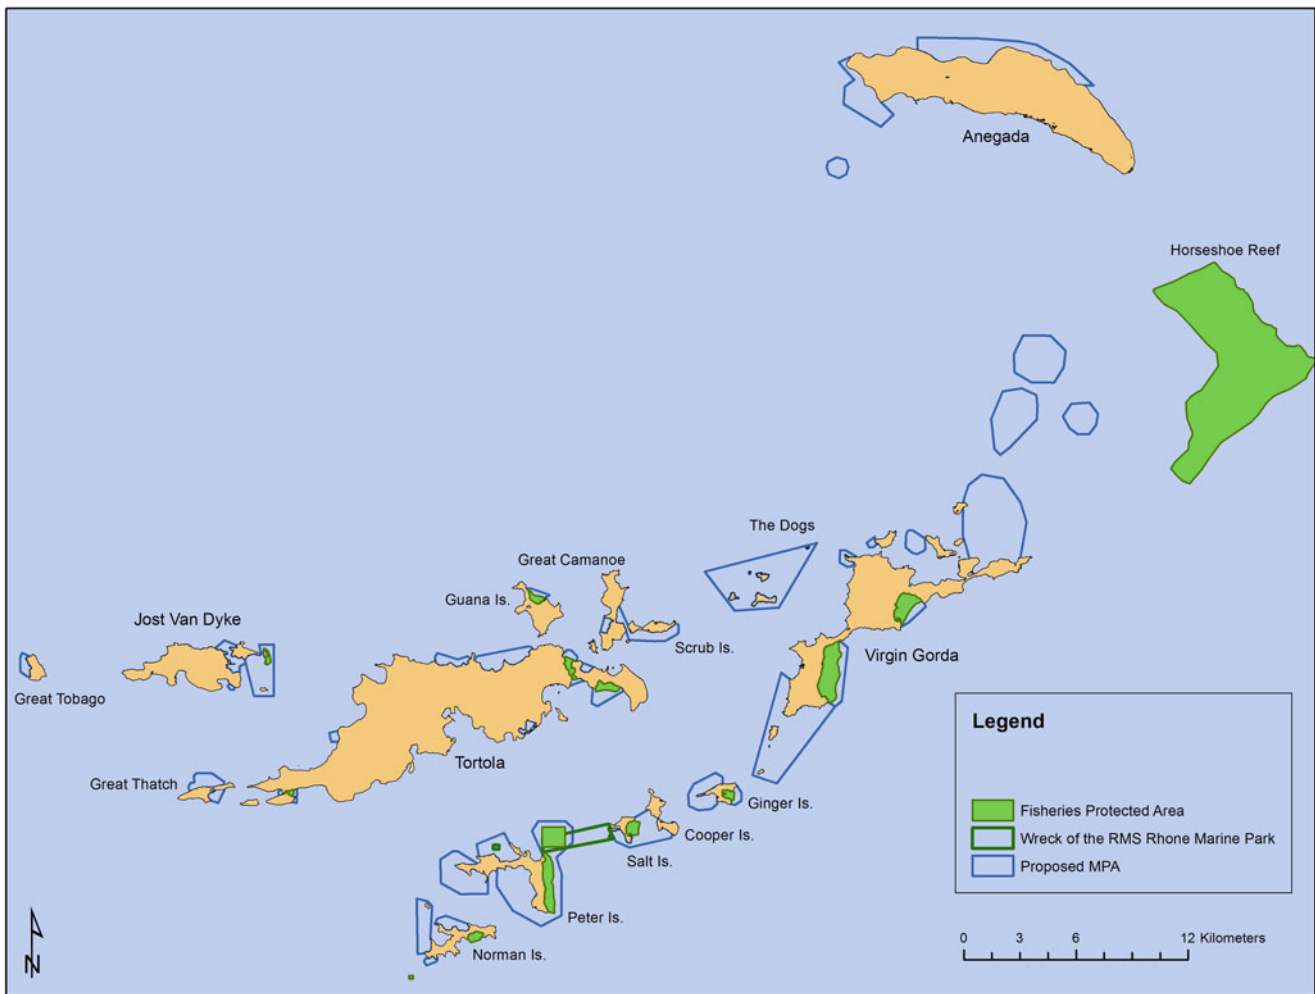 Anegada
Horseshoe Reef
The Dogs
Great Camanoe
Guana Is.
Jost Van Dyke
Scrub Is.
Virgin Gorda
Great Tobago
Tortola
Great Thatch
Ginger Is.
Cooper Is.
Salt Is.
Peter Is.
Norman Is.
Legend
Fisheries Protected Area
Wreck of the RMS Rhone Marine Park
Proposed MPA
0 3 6 12 Kilometers
N